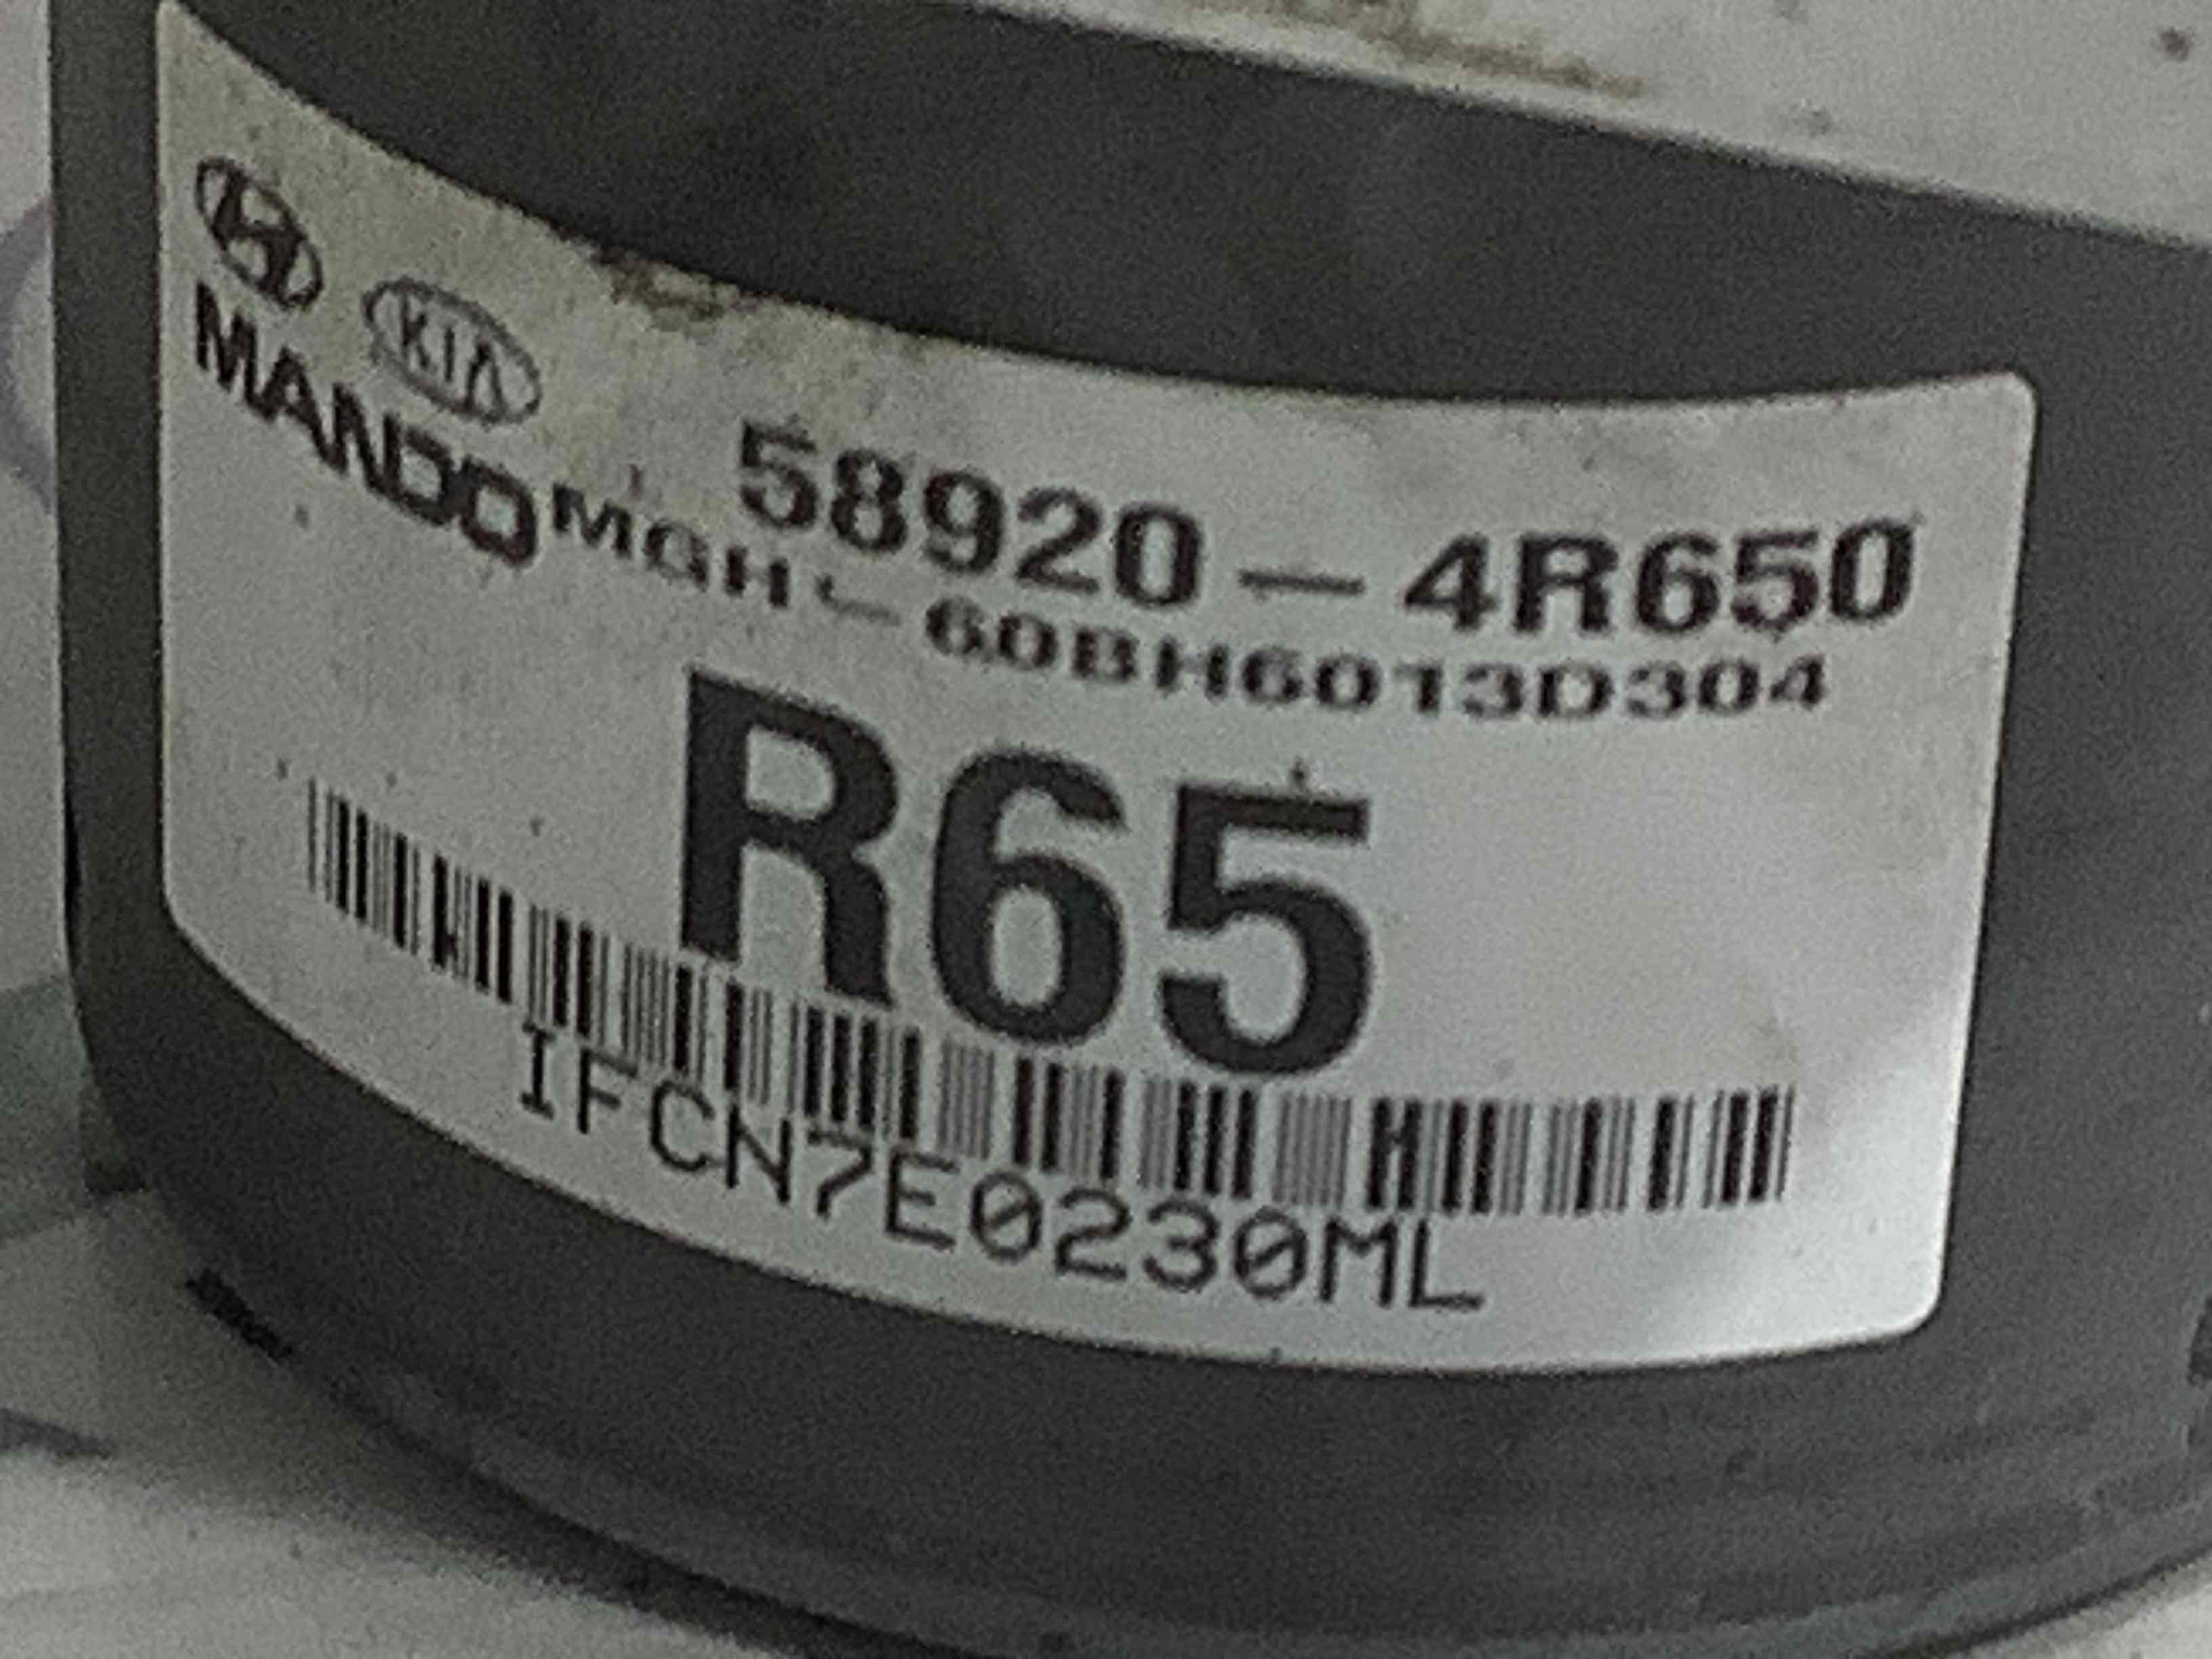 KIA
58920-4R650
MANDO MGH-60BH6013D304
R65
IFCN7E0230ML